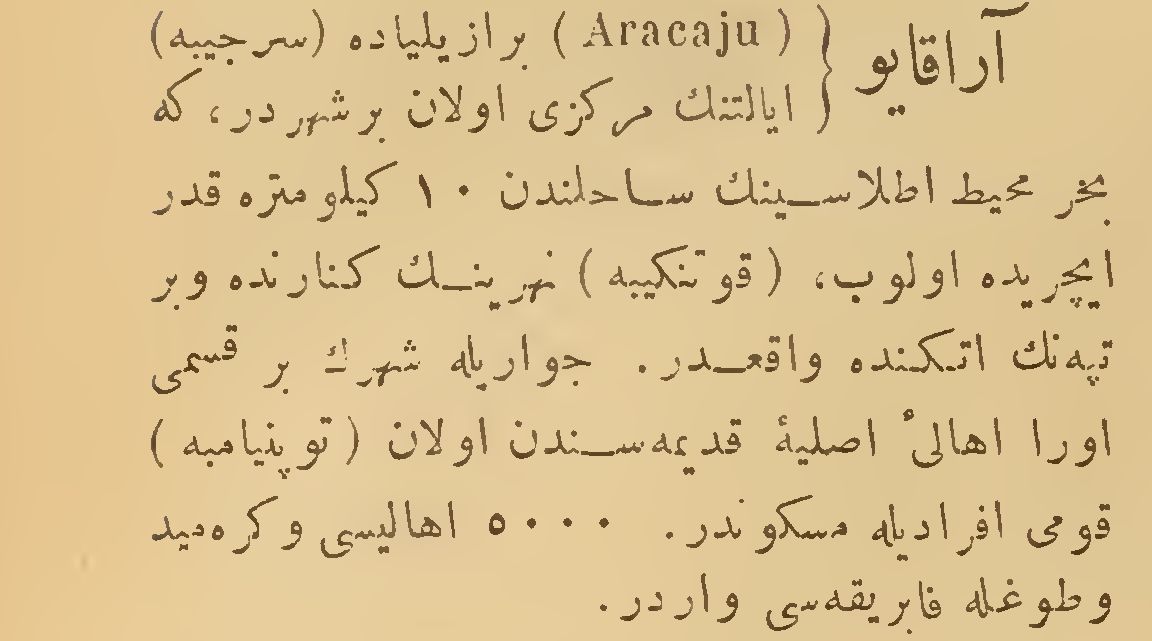 آراقايو } ( Aracaju ) برازيلياده (سرجيبه)
ايالتنك مركزى اولان برشهردر، كه
بحر محيط اطلاسينك ساحلندن ١٠ كيلومتره قدر
ايچريده اولوب، (قوتنكيبه) نهرينك كنارنده وبر
تپه‌نك اتكنده واقعدر. جواريله شهرك بر قسمى
اورا اهالئ اصليۀ قديمه‌سندن اولان (توپنيامبه)
قومى افراديله مسكوندر. ٥٠٠٠ اهاليسى وكره‌ميد
وطوغله فابريقه‌سى واردر.